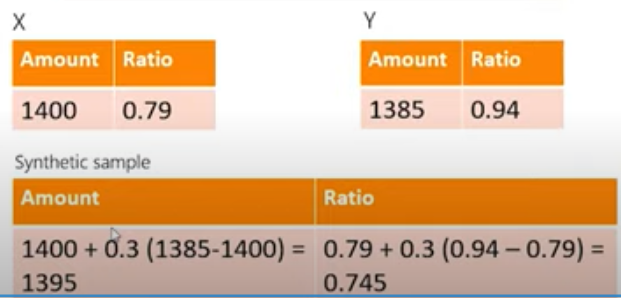 X Y
Amount Ratio Amount Ratio
1400 0.79 1385 0.94
Synthetic sample
Amount Ratio
1400 + 0.3 (1385-1400) = 0.79 + 0.3 (0.94 – 0.79) =
1395 0.745